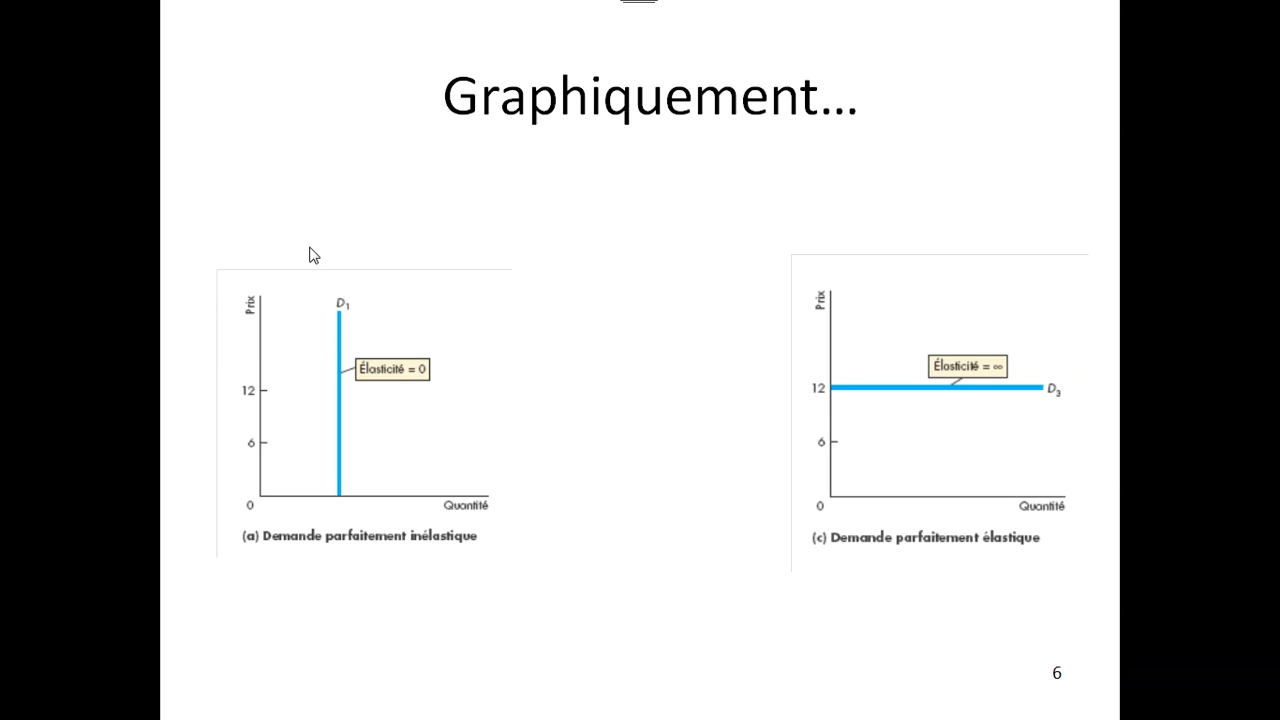 Graphiquement...
Prix
D1
Élasticité = 0
12
6
0
Quantité
(a) Demande parfaitement inélastique
Prix
Élasticité = ∞
12
D3
6
0
Quantité
(c) Demande parfaitement élastique
6